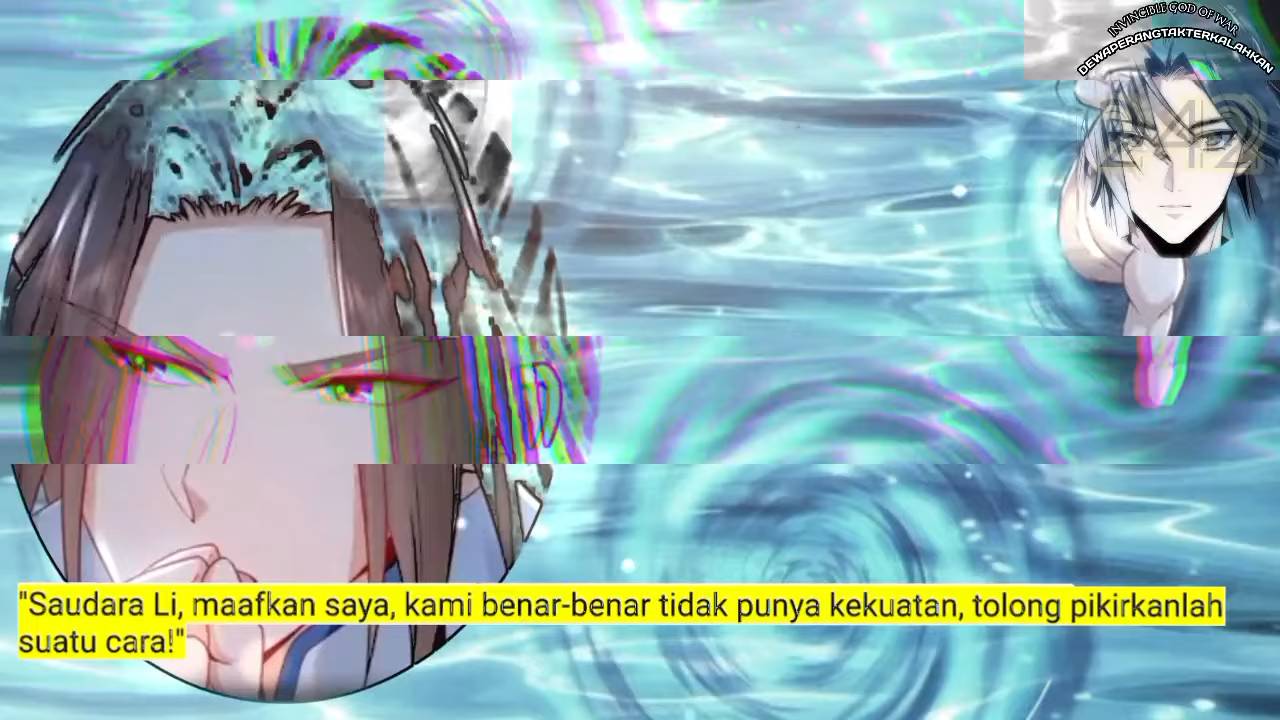 INVINCIBLE GOD OF WAR
DEWAPERANGTAKTERKALAHKAN
242
"Saudara Li, maafkan saya, kami benar-benar tidak punya kekuatan, tolong pikirkanlah
suatu cara!"